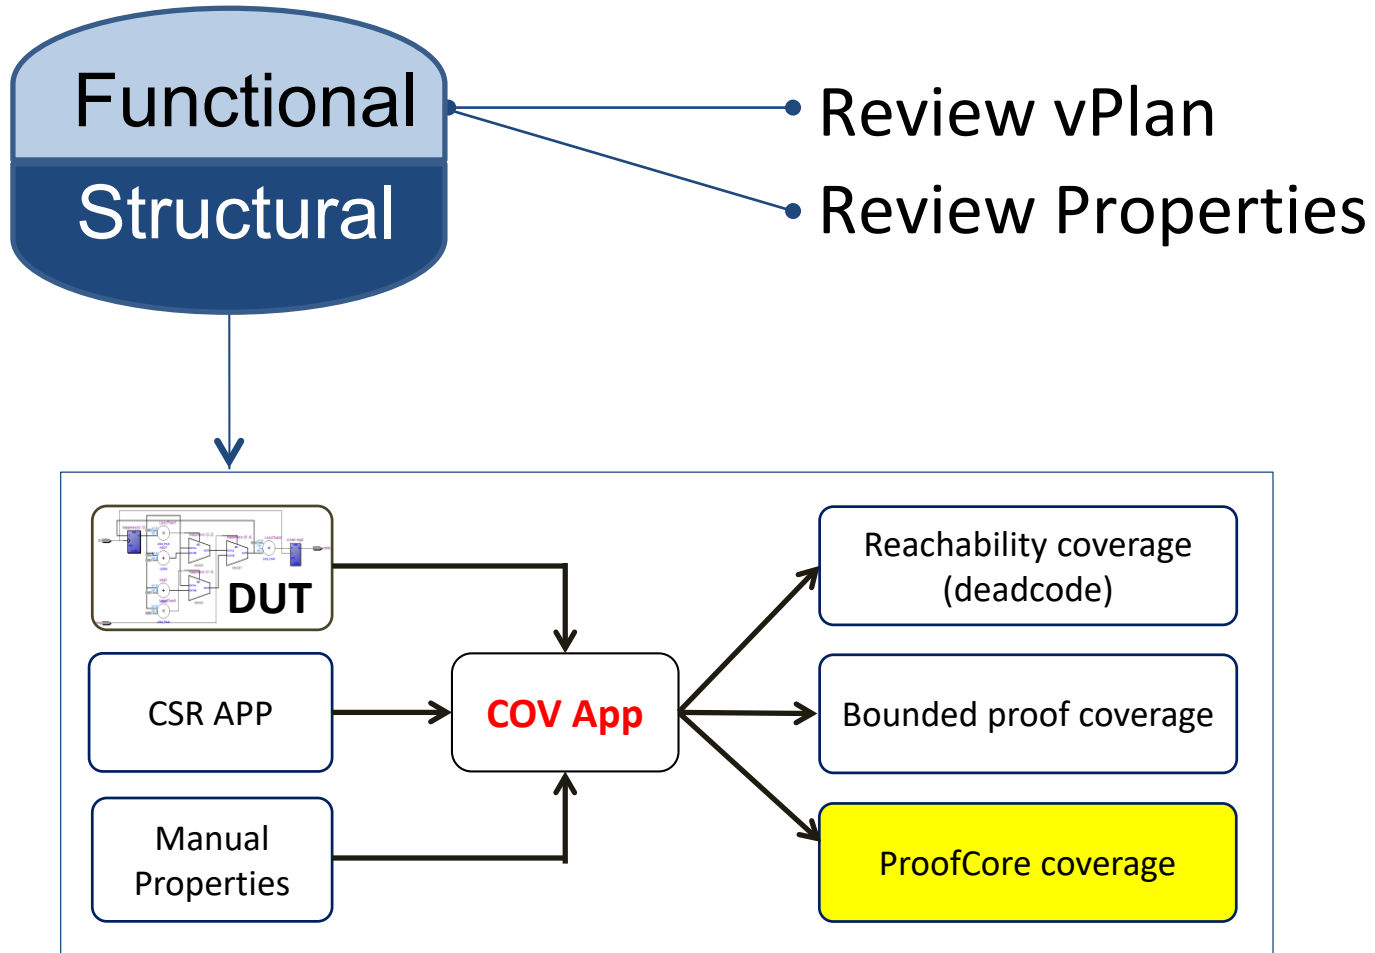 Functional
Structural
Review vPlan
Review Properties
DUT
CSR APP
Manual
Properties
COV App
Reachability coverage
(deadcode)
Bounded proof coverage
ProofCore coverage